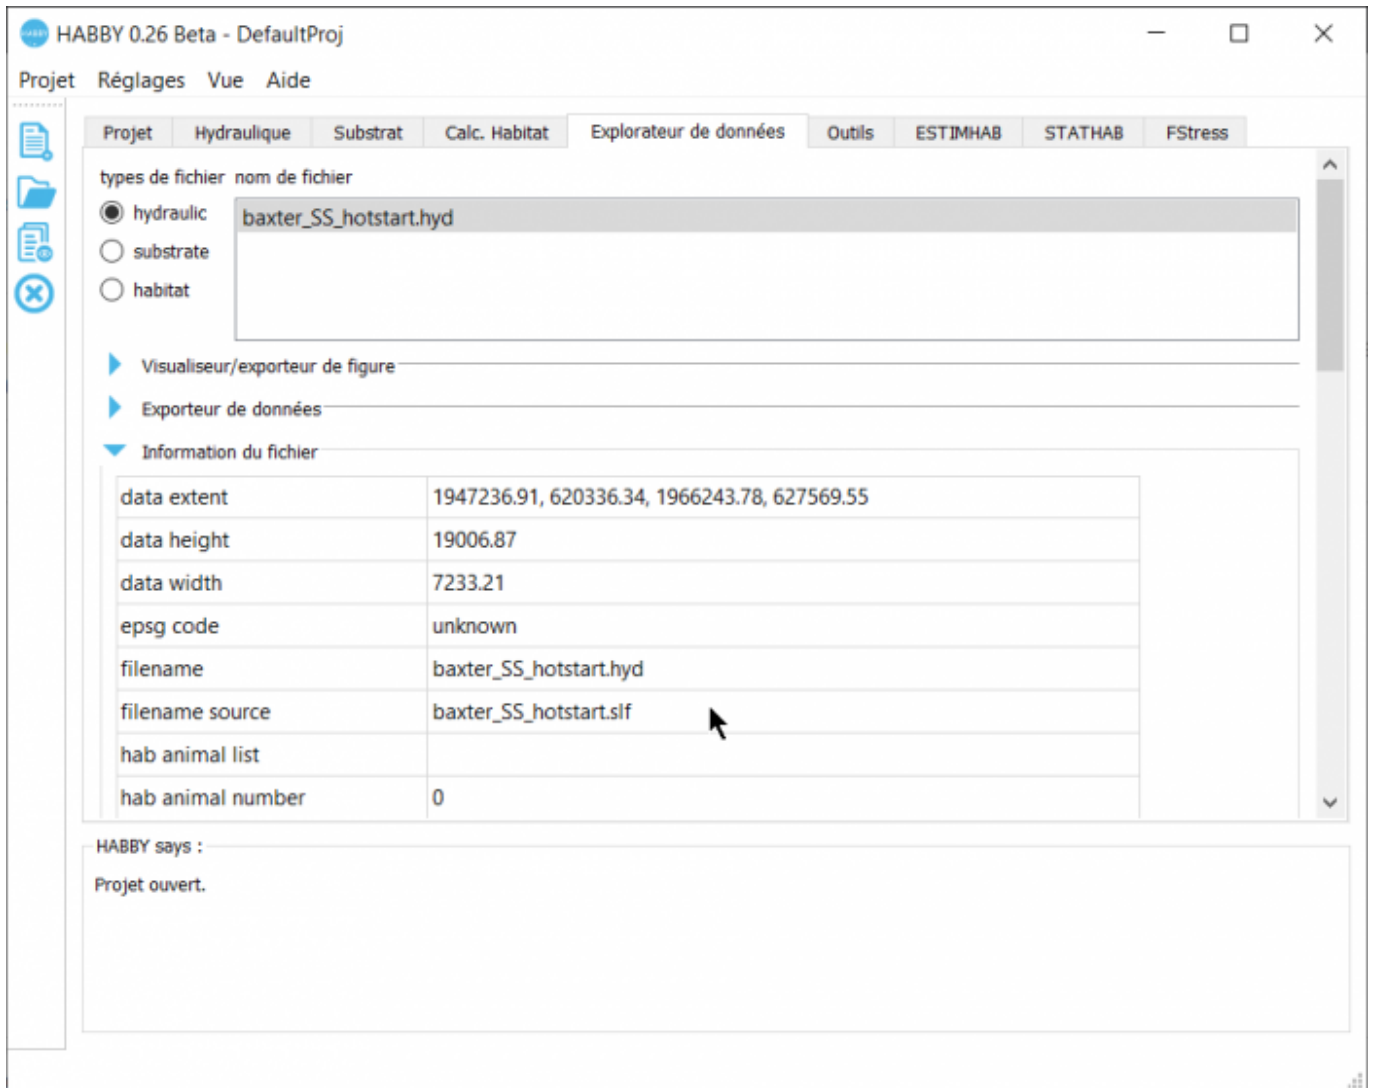 HABBY 0.26 Beta - DefaultProj
Projet Réglages Vue Aide
Projet Hydraulique Substrat Calc. Habitat Explorateur de données Outils ESTIMHAB STATHAB FStress
types de fichier nom de fichier
hydraulic baxter_SS_hotstart.hyd
substrate
habitat
Visualiseur/exporteur de figure
Exporteur de données
Information du fichier
data extent 1947236.91, 620336.34, 1966243.78, 627569.55
data height 19006.87
data width 7233.21
epsg code unknown
filename baxter_SS_hotstart.hyd
filename source baxter_SS_hotstart.slf
hab animal list
hab animal number 0
HABBY says :
Projet ouvert.